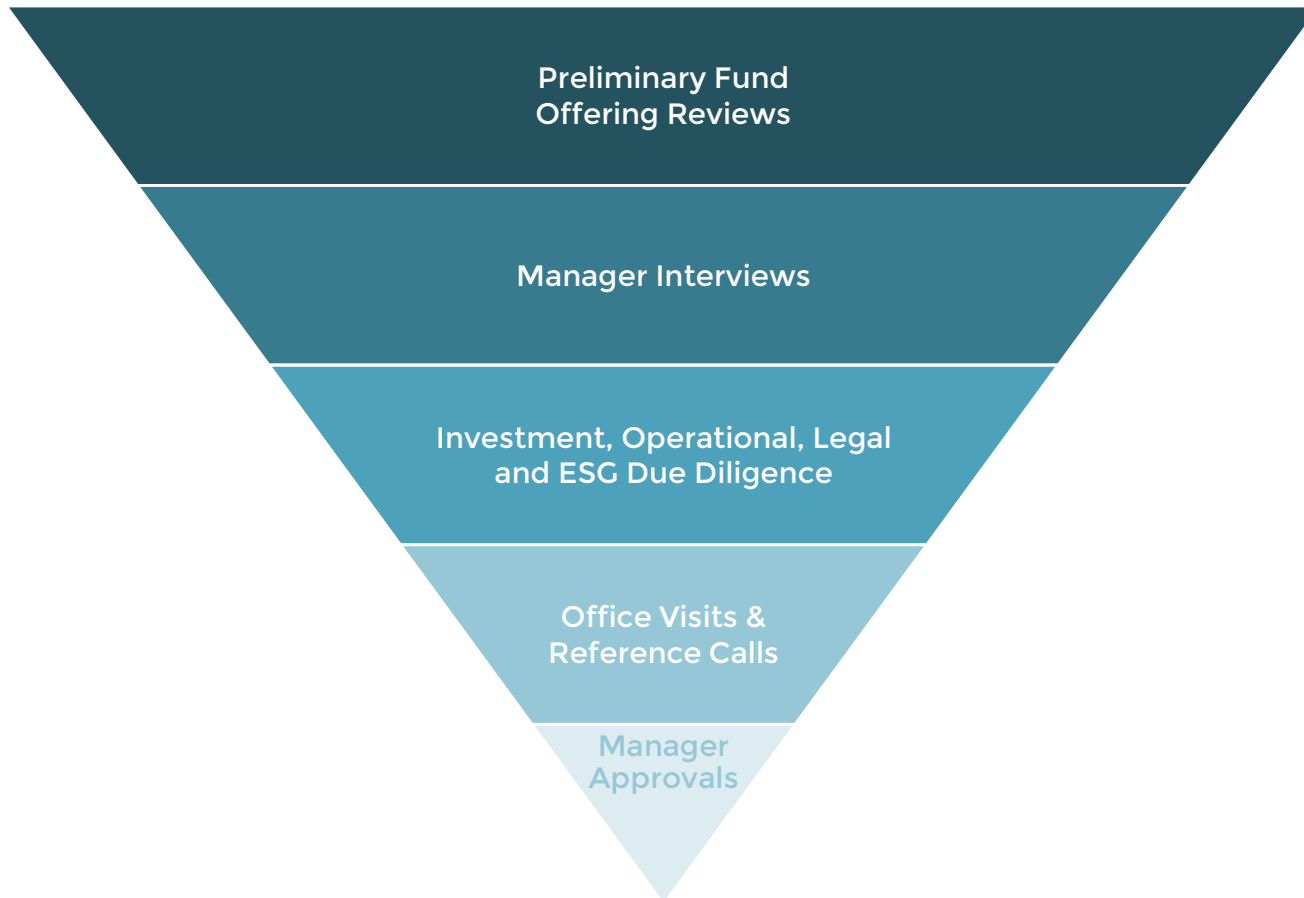 Preliminary Fund
Offering Reviews
Manager Interviews
Investment, Operational, Legal
and ESG Due Diligence
Office Visits &
Reference Calls
Manager
Approvals